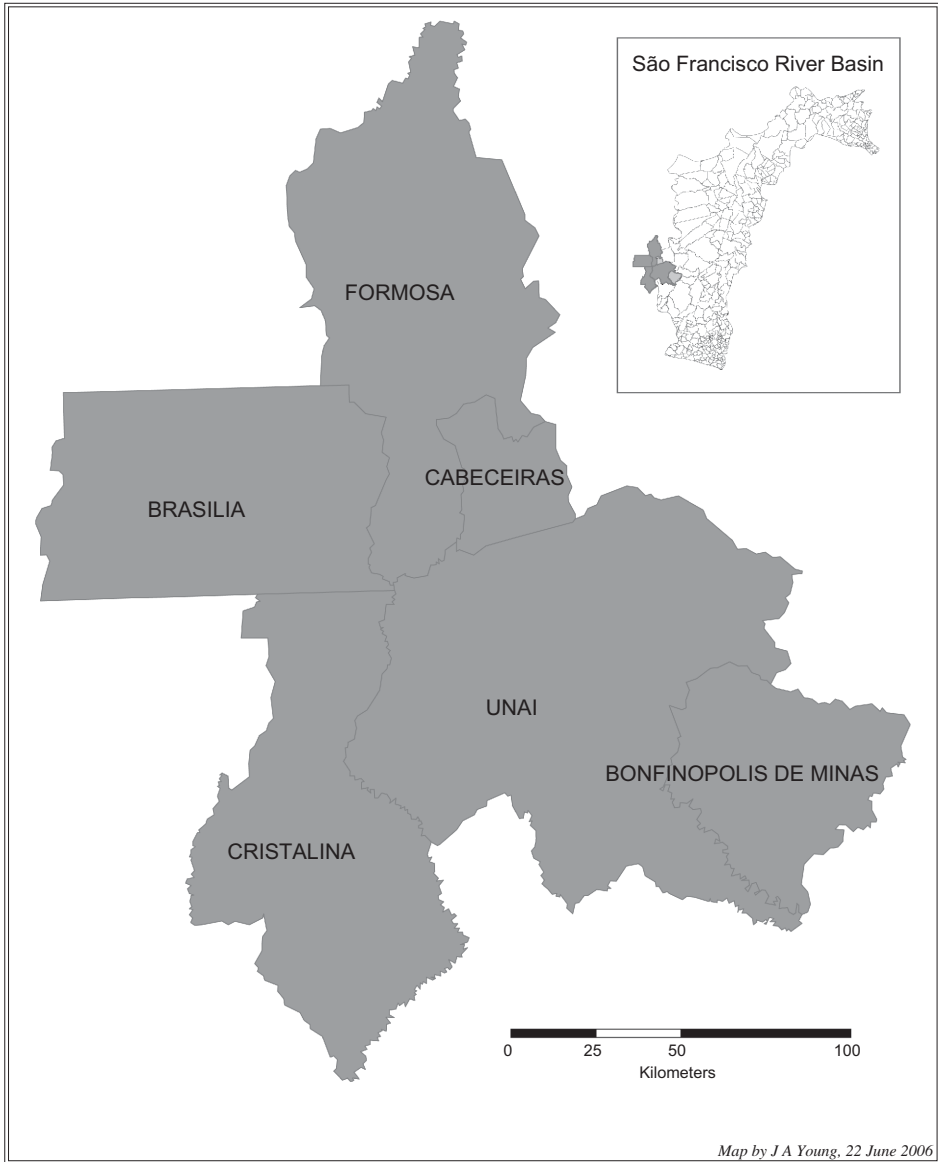 São Francisco River Basin
FORMOSA
CABECEIRAS
BRASILIA
UNAI
BONFINOPOLIS DE MINAS
CRISTALINA
0 25 50 100
Kilometers
Map by J A Young, 22 June 2006